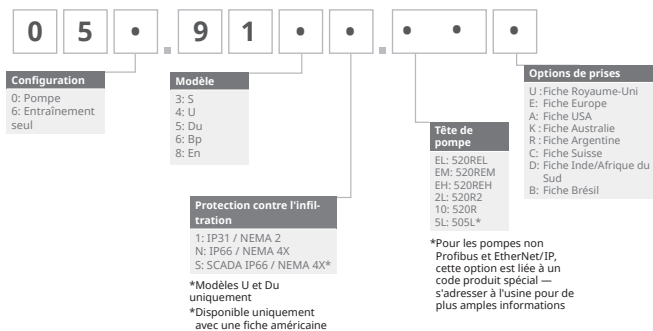 0 5 • . 9 1 • • . • • •
Configuration
0: Pompe
6: Entraînement
seul
Modèle
3: S
4: U
5: Du
6: Bp
8: En
Protection contre l'infil-
tration
1: IP31 / NEMA 2
N: IP66 / NEMA 4X
S: SCADA IP66 / NEMA 4X*
*Modèles U et Du
uniquement
*Disponible uniquement
avec une fiche américaine
Tête de
pompe
EL: 520REL
EM: 520REM
EH: 520REH
2L: 520R2
10: 520R
5L: 505L*
*Pour les pompes non
Profibus et EtherNet/IP,
cette option est liée à un
code produit spécial —
s'adresser à l'usine pour de
plus amples informations
Options de prises
U :Fiche Royaume-Uni
E: Fiche Europe
A: Fiche USA
K : Fiche Australie
R : Fiche Argentine
C: Fiche Suisse
D: Fiche Inde/Afrique du
Sud
B: Fiche Brésil